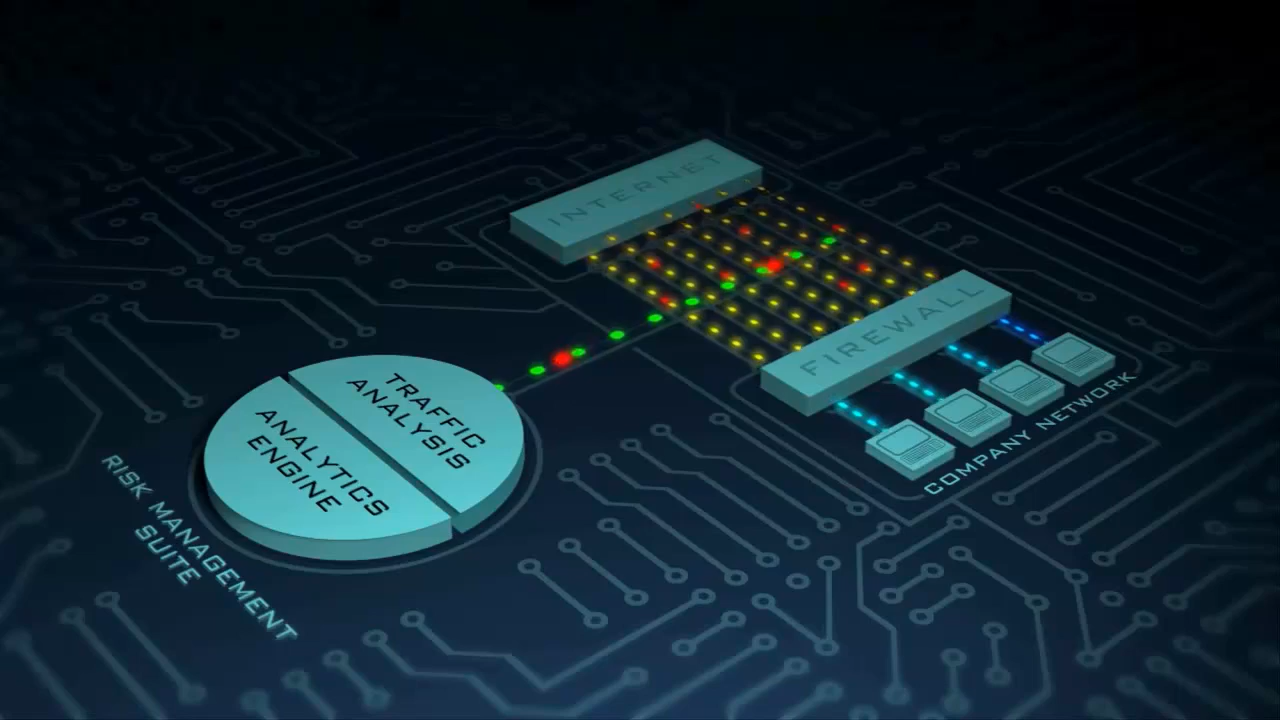 INTERNET
FIREWALL
COMPANY NETWORK
TRAFFIC
ANALYSIS
ANALYTICS
ENGINE
RISK MANAGEMENT
SUITE